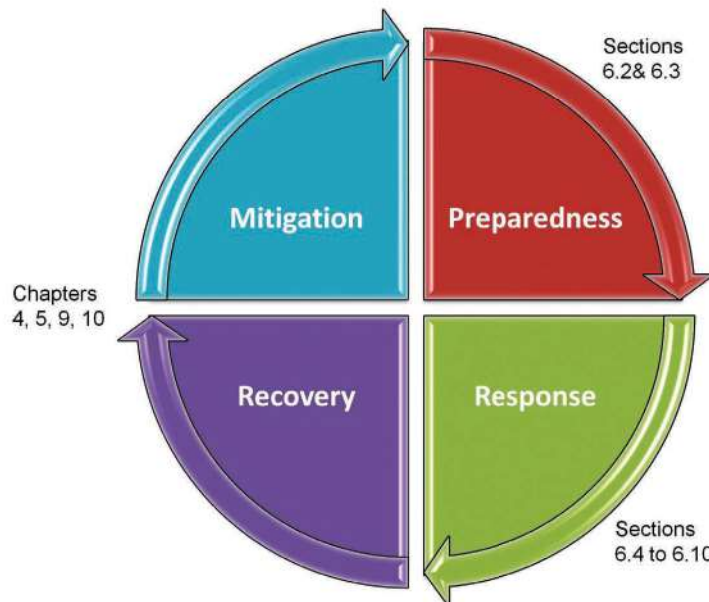 Sections
6.2& 6.3
Mitigation
Preparedness
Chapters
4, 5, 9, 10
Recovery
Response
Sections
6.4 to 6.10